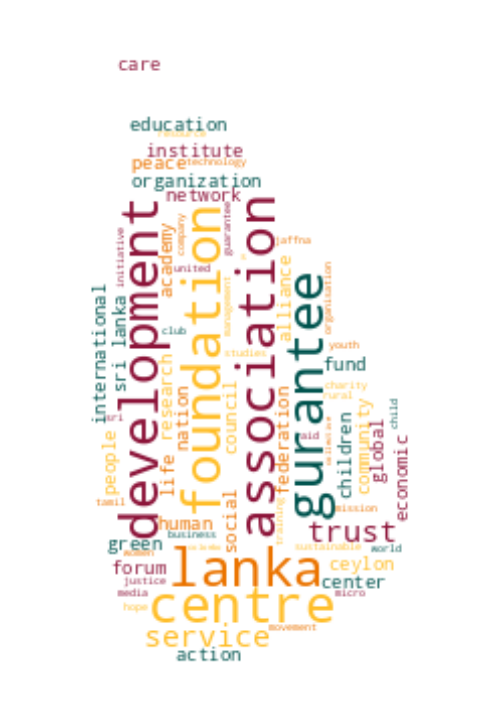 care
education
resource
institute
peace
technology
organization
network
development
foundation
association
gurantee
initiative
academy
company
guarantee
united
jaffna
alliance
organisation
management
international
sri lanka
club
studies
youth
fund
research
nation
council
charity
rural
federation
children
community
child
global
economic
sri
people
life
aid
tamil
human
social
training
mission
trust
business
green
women
sustainable
world
lanka
forum
ceylon
justice
center
media
micro
hope
centre
service
movement
action